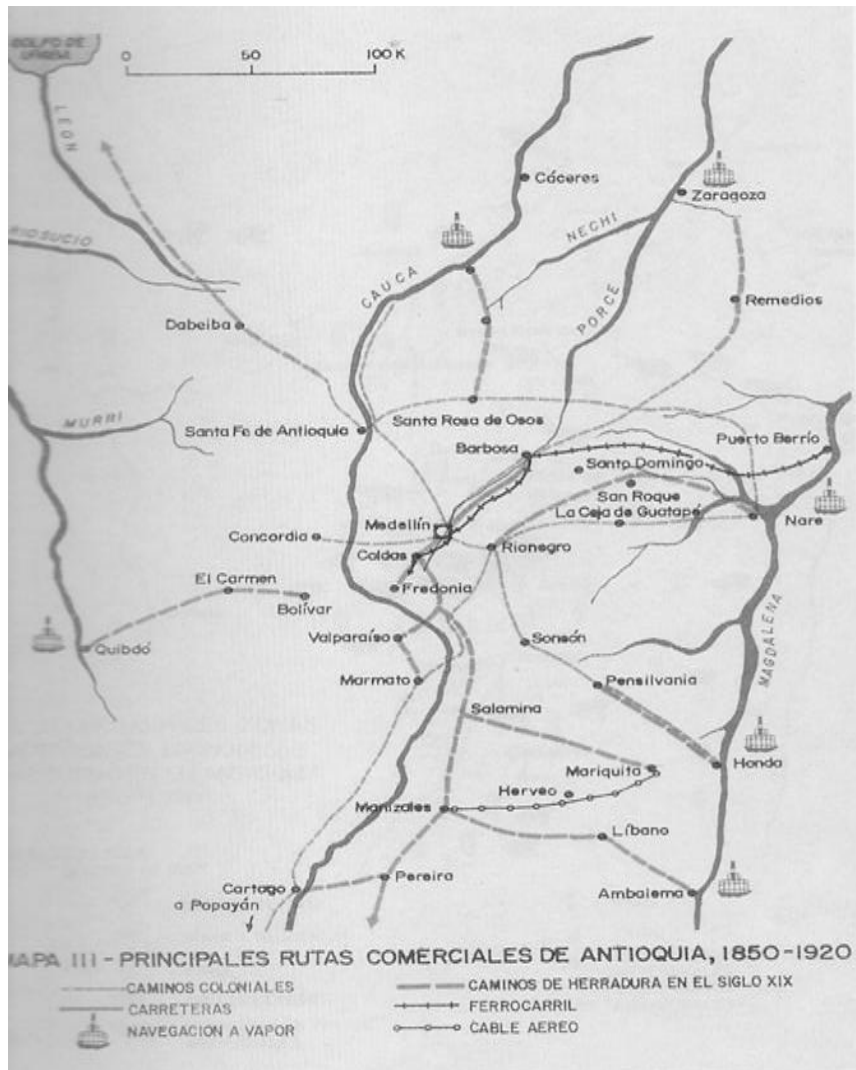 GOLFO DE
URABA
0 50 100 K
LEON
RIOSUCIO
Cáceres
Zaragoza
NECHI
CAUCA
PORCE
Remedios
Dabeiba
MURRI
Santa Fe de Antioquia
Santa Rosa de Osos
Barbosa
Puerto Berrío
Santo Domingo
San Roque
La Ceja de Guatapé
Nare
Medellín
Concordia
Caldas
Rionegro
El Carmen
Fredonia
Bolívar
Valparaíso
Sonsón
Quibdó
Marmato
Pensilvania
MAGDALENA
Salamina
Mariquita
Honda
Herveo
Manizales
Líbano
Pereira
Cartago
Ambalema
a Popayán
MAPA III - PRINCIPALES RUTAS COMERCIALES DE ANTIOQUIA, 1850-1920
CAMINOS COLONIALES
CAMINOS DE HERRADURA EN EL SIGLO XIX
CARRETERAS
FERROCARRIL
NAVEGACION A VAPOR
CABLE AEREO